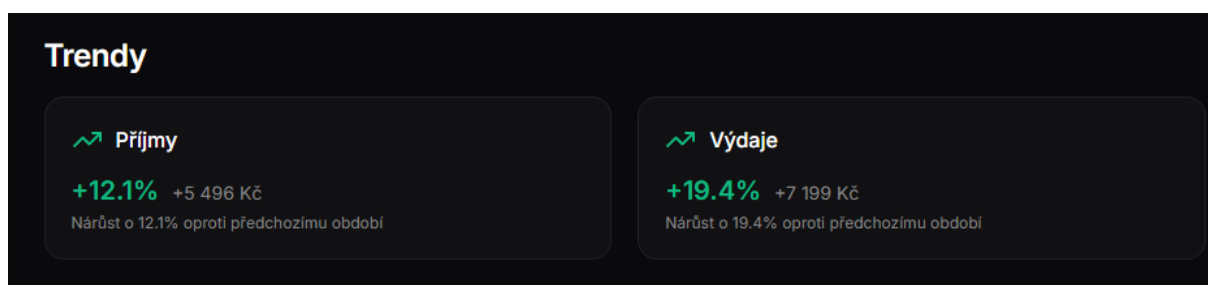 Trendy
Příjmy
+12.1% +5 496 Kč
Nárůst o 12.1% oproti předchozímu období
Výdaje
+19.4% +7 199 Kč
Nárůst o 19.4% oproti předchozímu období